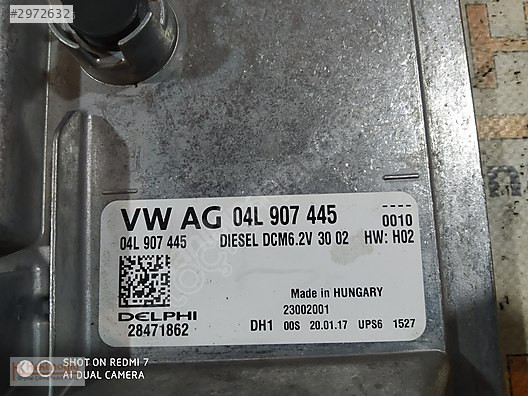 #2972632
VW AG 04L 907 445
0010
04L 907 445 DIESEL DCM6.2V 30 02 HW: H02
Made in HUNGARY
23002001
DELPHI
28471862
DH1 00S 20.01.17 UPS6 1527
SHOT ON REDMI 7
AI DUAL CAMERA